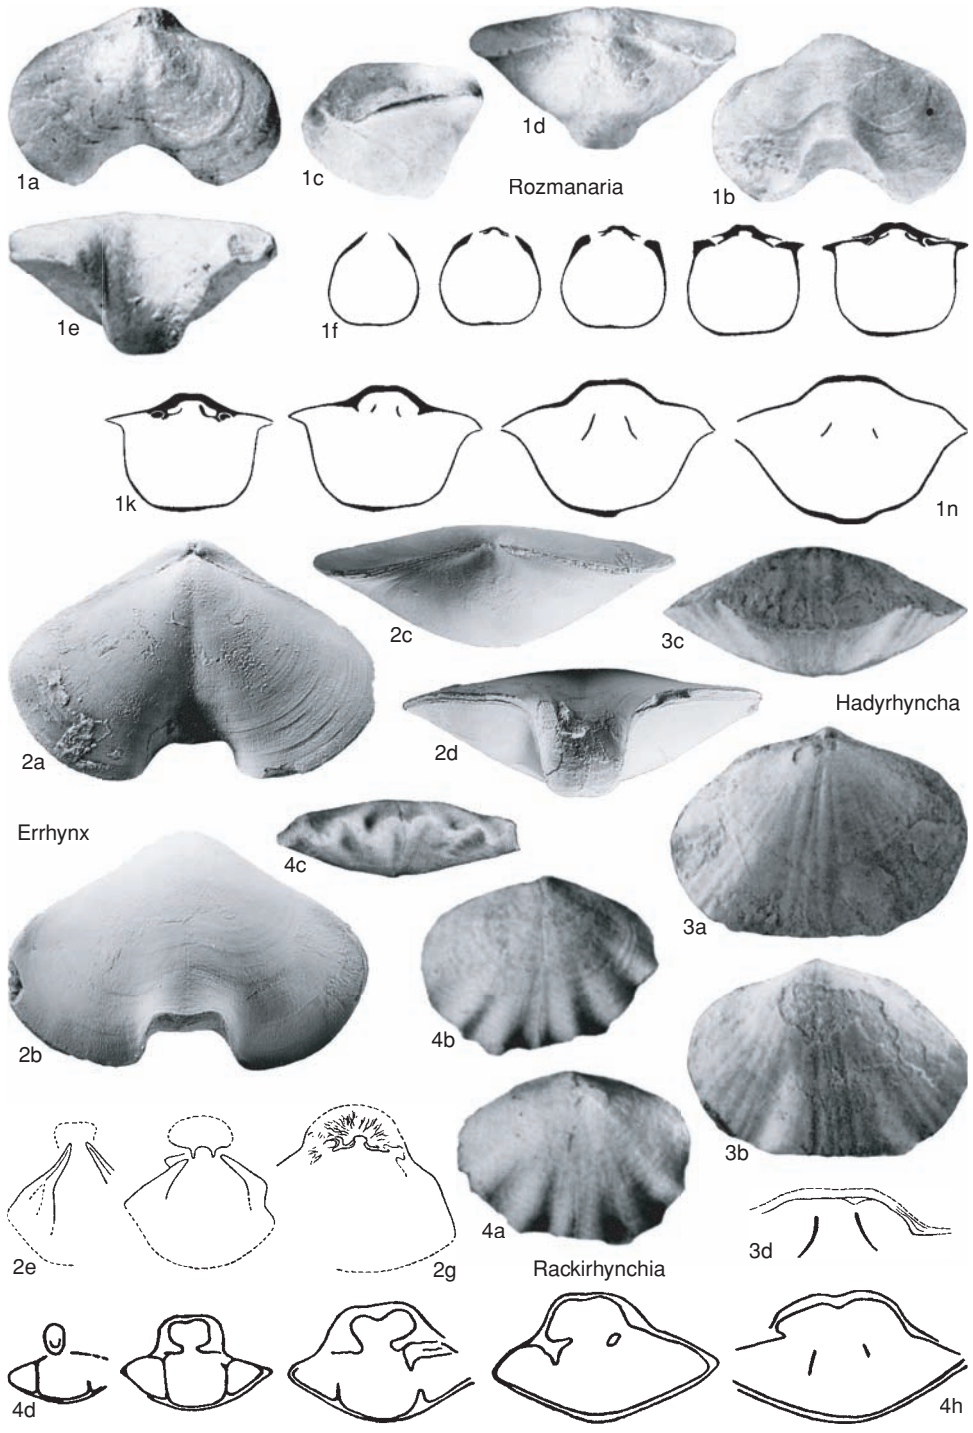 1a
1c
1d
Rozmanaria
1b
1e
1f
1k
1n
2a
2c
3c
Hadyrhyncha
2d
Errhynx
4c
3a
2b
4b
3b
4a
3d
2e
2g
Rackirhynchia
4d
4h